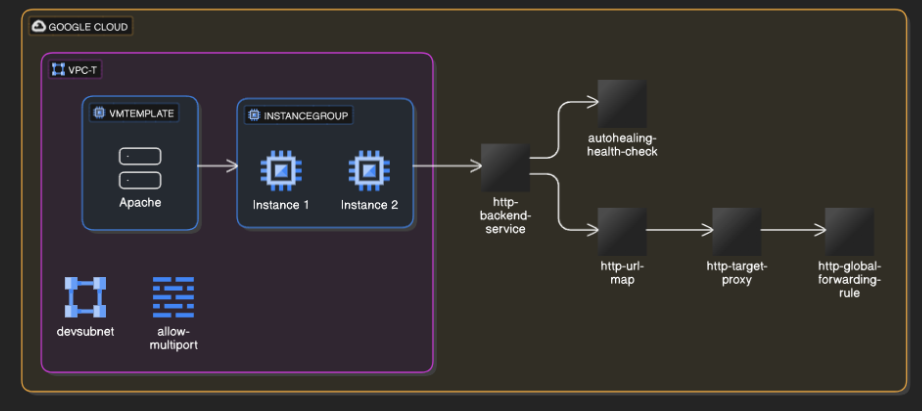 GOOGLE CLOUD
VPC-T
VMTEMPLATE
Apache
INSTANCEGROUP
Instance 1
Instance 2
devsubnet
allow-
multiport
http-
backend-
service
autohealing-
health-check
http-url-
map
http-target-
proxy
http-global-
forwarding-
rule